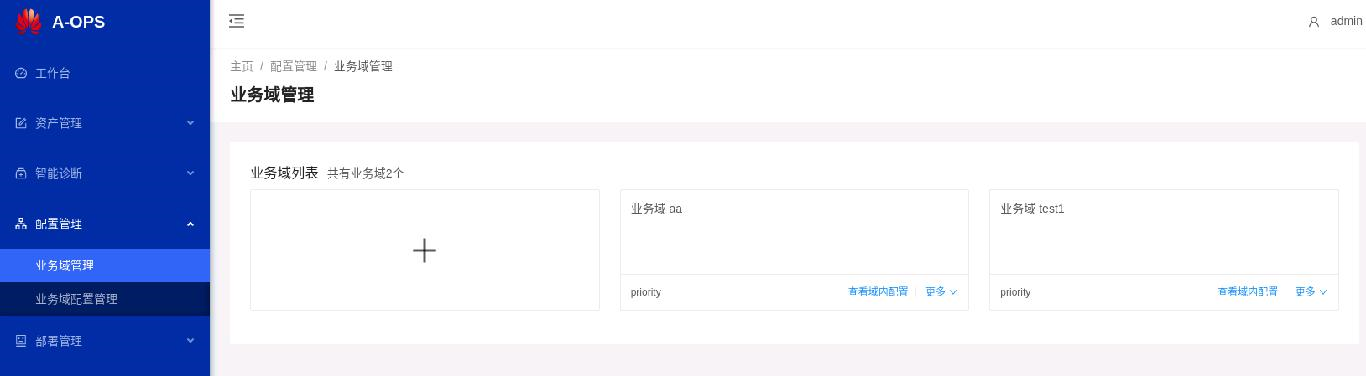 A-OPS
admin
工作台
资产管理
智能诊断
配置管理
业务域管理
业务域配置管理
部署管理
主页 / 配置管理 / 业务域管理
业务域管理
业务域列表 共有业务域2个
业务域 aa
priority 查看域内配置 更多
业务域 test1
priority 查看域内配置 更多